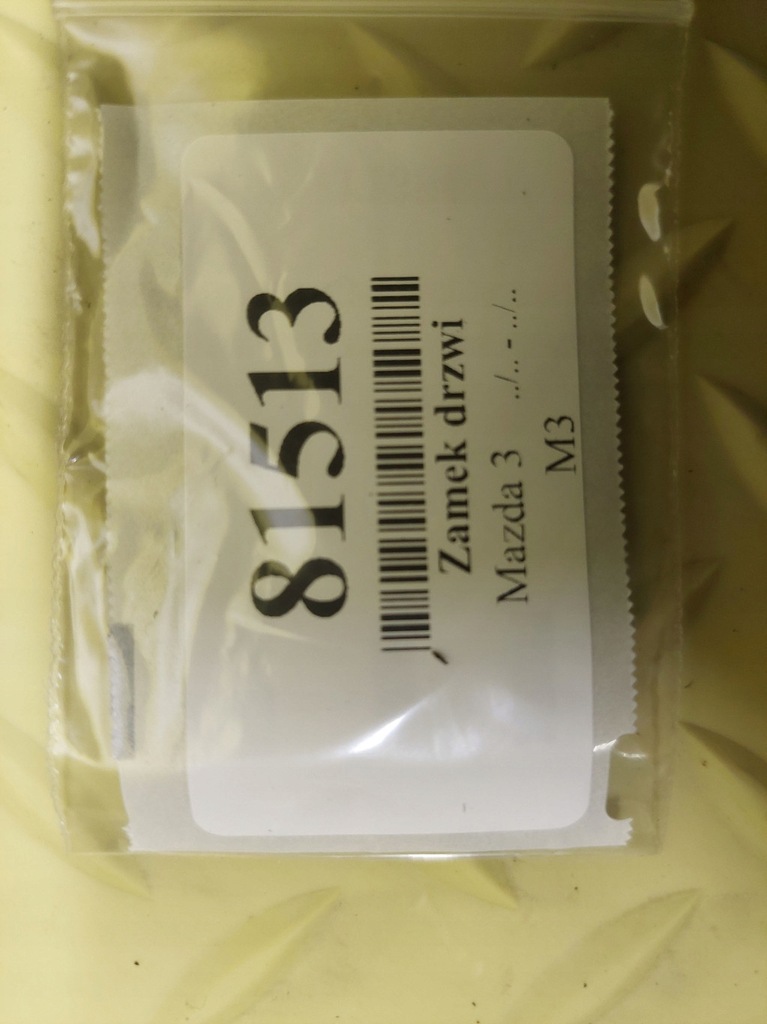 81513
Zamek drzwi
Mazda 3 ../.. - ../..
M3